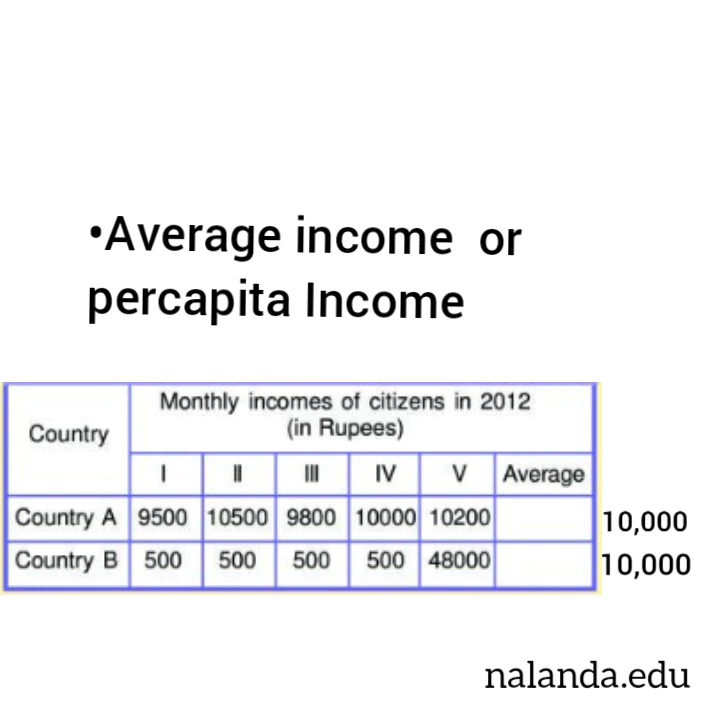 •Average income or
percapita Income
Country Monthly incomes of citizens in 2012
(in Rupees)
I II III IV V Average
Country A 9500 10500 9800 10000 10200 10,000
Country B 500 500 500 500 48000 10,000
nalanda.edu